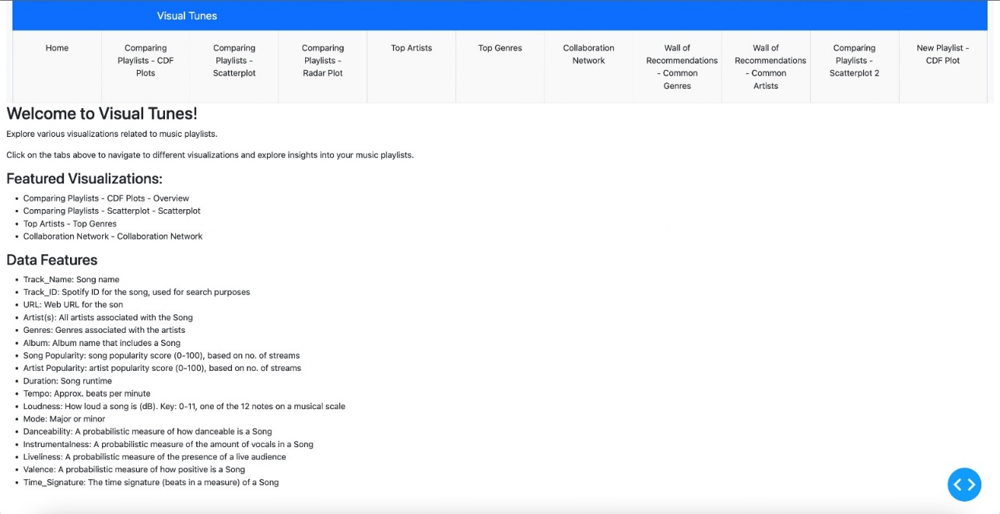 Visual Tunes
Home
Comparing
Playlists - CDF
Plots
Comparing
Playlists -
Scatterplot
Comparing
Playlists -
Radar Plot
Top Artists
Top Genres
Collaboration
Network
Wall of
Recommendations
- Common
Genres
Wall of
Recommendations
- Common
Artists
Comparing
Playlists -
Scatterplot 2
New Playlist -
CDF Plot
Welcome to Visual Tunes!
Explore various visualizations related to music playlists.
Click on the tabs above to navigate to different visualizations and explore insights into your music playlists.
Featured Visualizations:
• Comparing Playlists - CDF Plots - Overview
• Comparing Playlists - Scatterplot - Scatterplot
• Top Artists - Top Genres
• Collaboration Network - Collaboration Network
Data Features
• Track_Name: Song name
• Track_ID: Spotify ID for the song, used for search purposes
• URL: Web URL for the son
• Artist(s): All artists associated with the Song
• Genres: Genres associated with the artists
• Album: Album name that includes a Song
• Song Popularity: song popularity score (0-100), based on no. of streams
• Artist Popularity: artist popularity score (0-100), based on no. of streams
• Duration: Song runtime
• Tempo: Approx. beats per minute
• Loudness: How loud a song is (dB). Key: 0-11, one of the 12 notes on a musical scale
• Mode: Major or minor
• Danceability: A probabilistic measure of how danceable is a Song
• Instrumentalness: A probabilistic measure of the amount of vocals in a Song
• Liveliness: A probabilistic measure of the presence of a live audience
• Valence: A probabilistic measure of how positive is a Song
• Time_Signature: The time signature (beats in a measure) of a Song